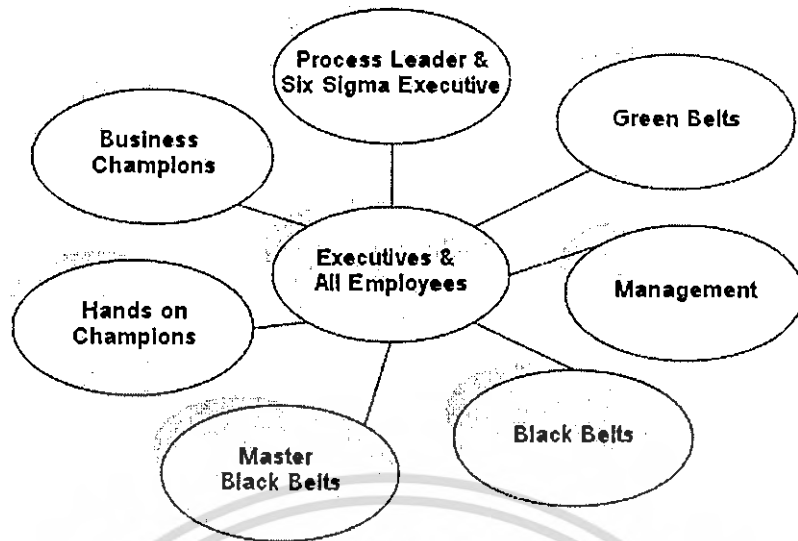 Process Leader &
Six Sigma Executive
Green Belts
Business
Champions
Executives &
All Employees
Management
Hands on
Champions
Black Belts
Master
Black Belts